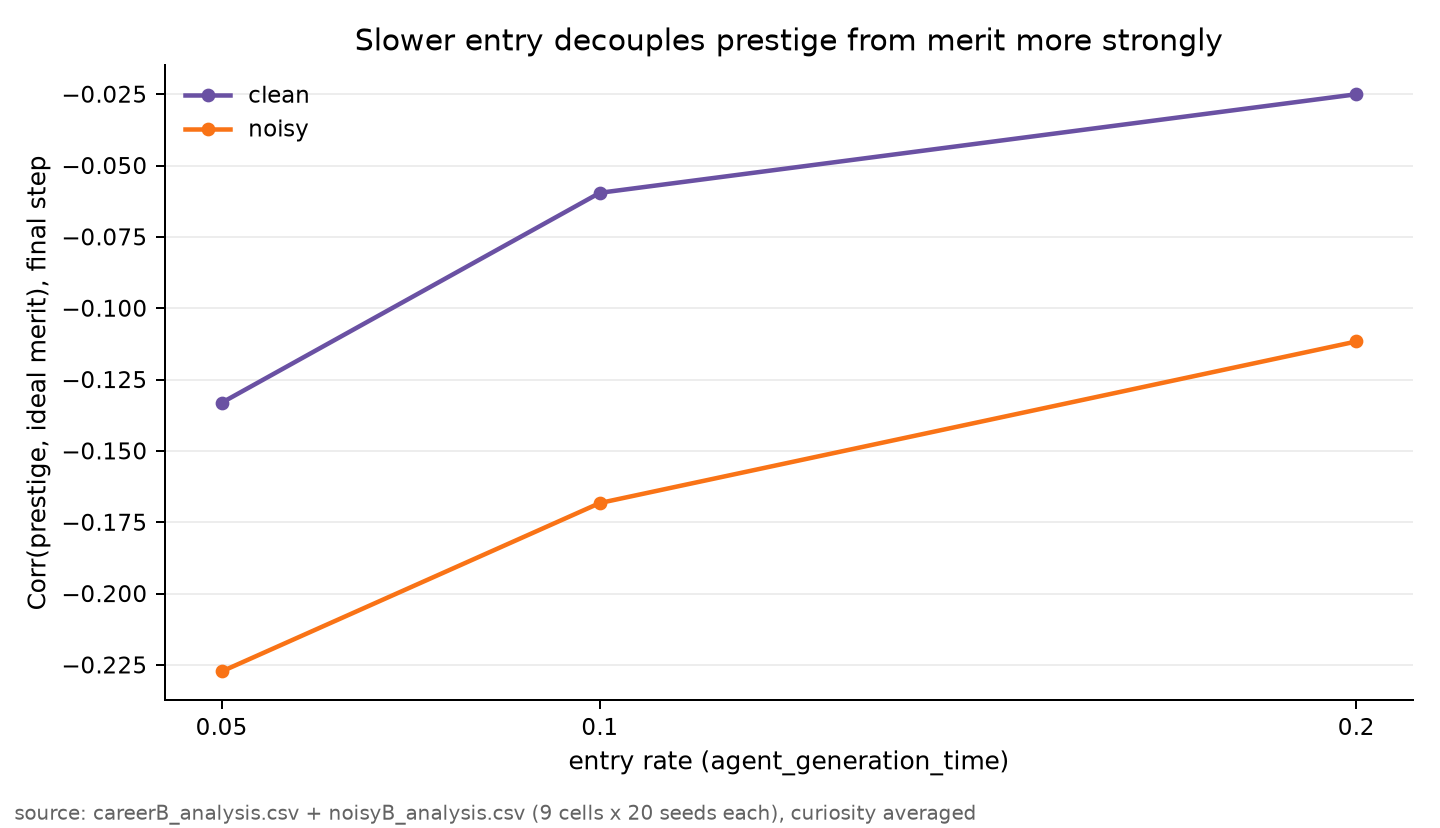 Slower entry decouples prestige from merit more strongly
clean
noisy
Corr(prestige, ideal merit), final step
−0.025
−0.050
−0.075
−0.100
−0.125
−0.150
−0.175
−0.200
−0.225
0.05
0.1
0.2
entry rate (agent_generation_time)
source: careerB_analysis.csv + noisyB_analysis.csv (9 cells x 20 seeds each), curiosity averaged